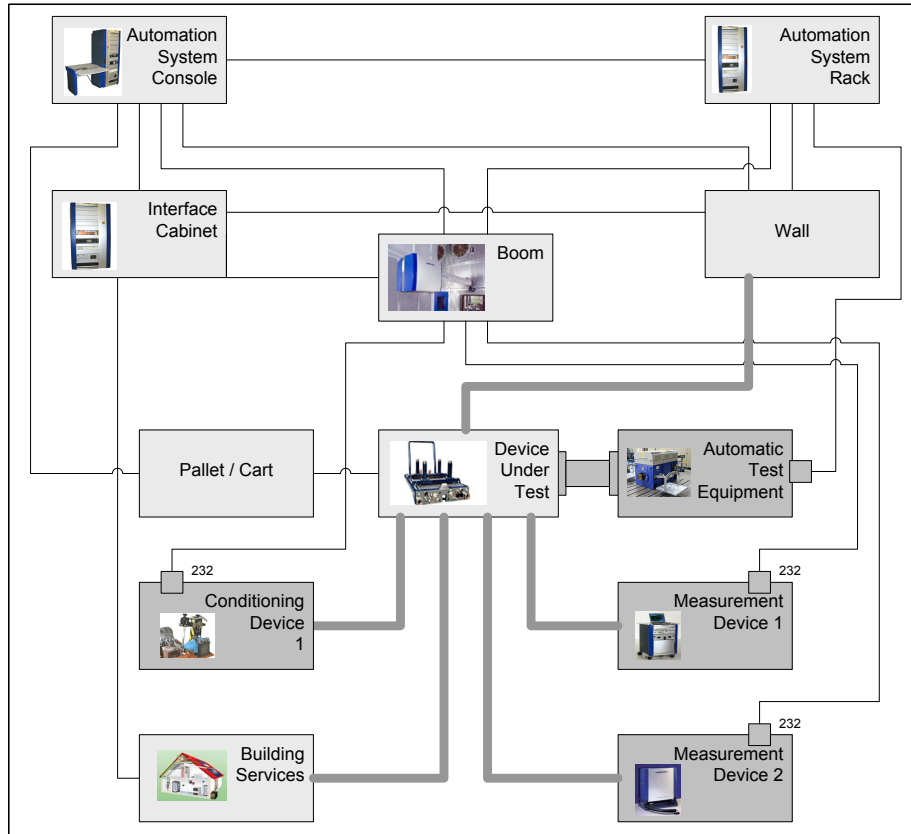 Automation
System
Console
Automation
System
Rack
Interface
Cabinet
Boom
Wall
Pallet / Cart
Device
Under
Test
Automatic
Test
Equipment
232
Conditioning
Device
1
232
Measurement
Device 1
Building
Services
232
Measurement
Device 2